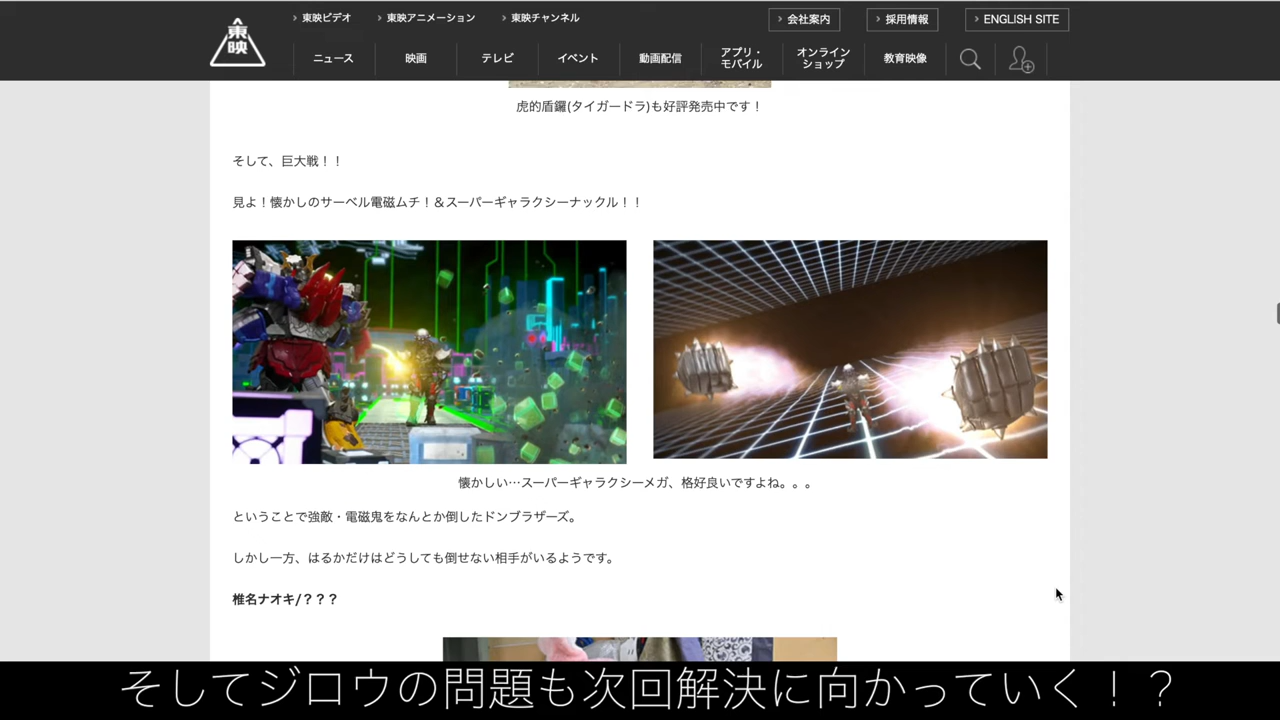 東映
東映ビデオ
東映アニメーション
東映チャンネル
会社案内
採用情報
ENGLISH SITE
ニュース
映画
テレビ
イベント
動画配信
アプリ・
モバイル
オンライン
ショップ
教育映像
虎的盾鑼(タイガードラ)も好評発売中です！
そして、巨大戦！！
見よ！懐かしのサーベル電磁ムチ！＆スーパーギャラクシーナックル！！
懐かしい…スーパーギャラクシーメガ、格好良いですよね。。。
ということで強敵・電磁鬼をなんとか倒したドンブラザーズ。
しかし一方、はるかだけはどうしても倒せない相手がいるようです。
椎名ナオキ/？？？
そしてジロウの問題も次回解決に向かっていく！？